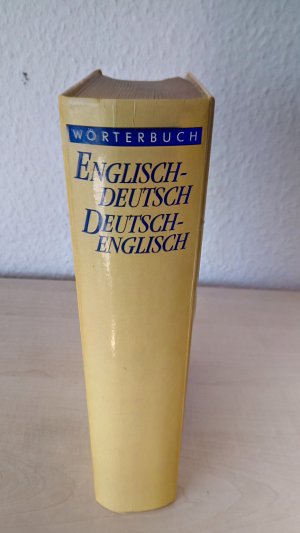 WÖRTERBUCH
ENGLISCH-
DEUTSCH
DEUTSCH-
ENGLISCH